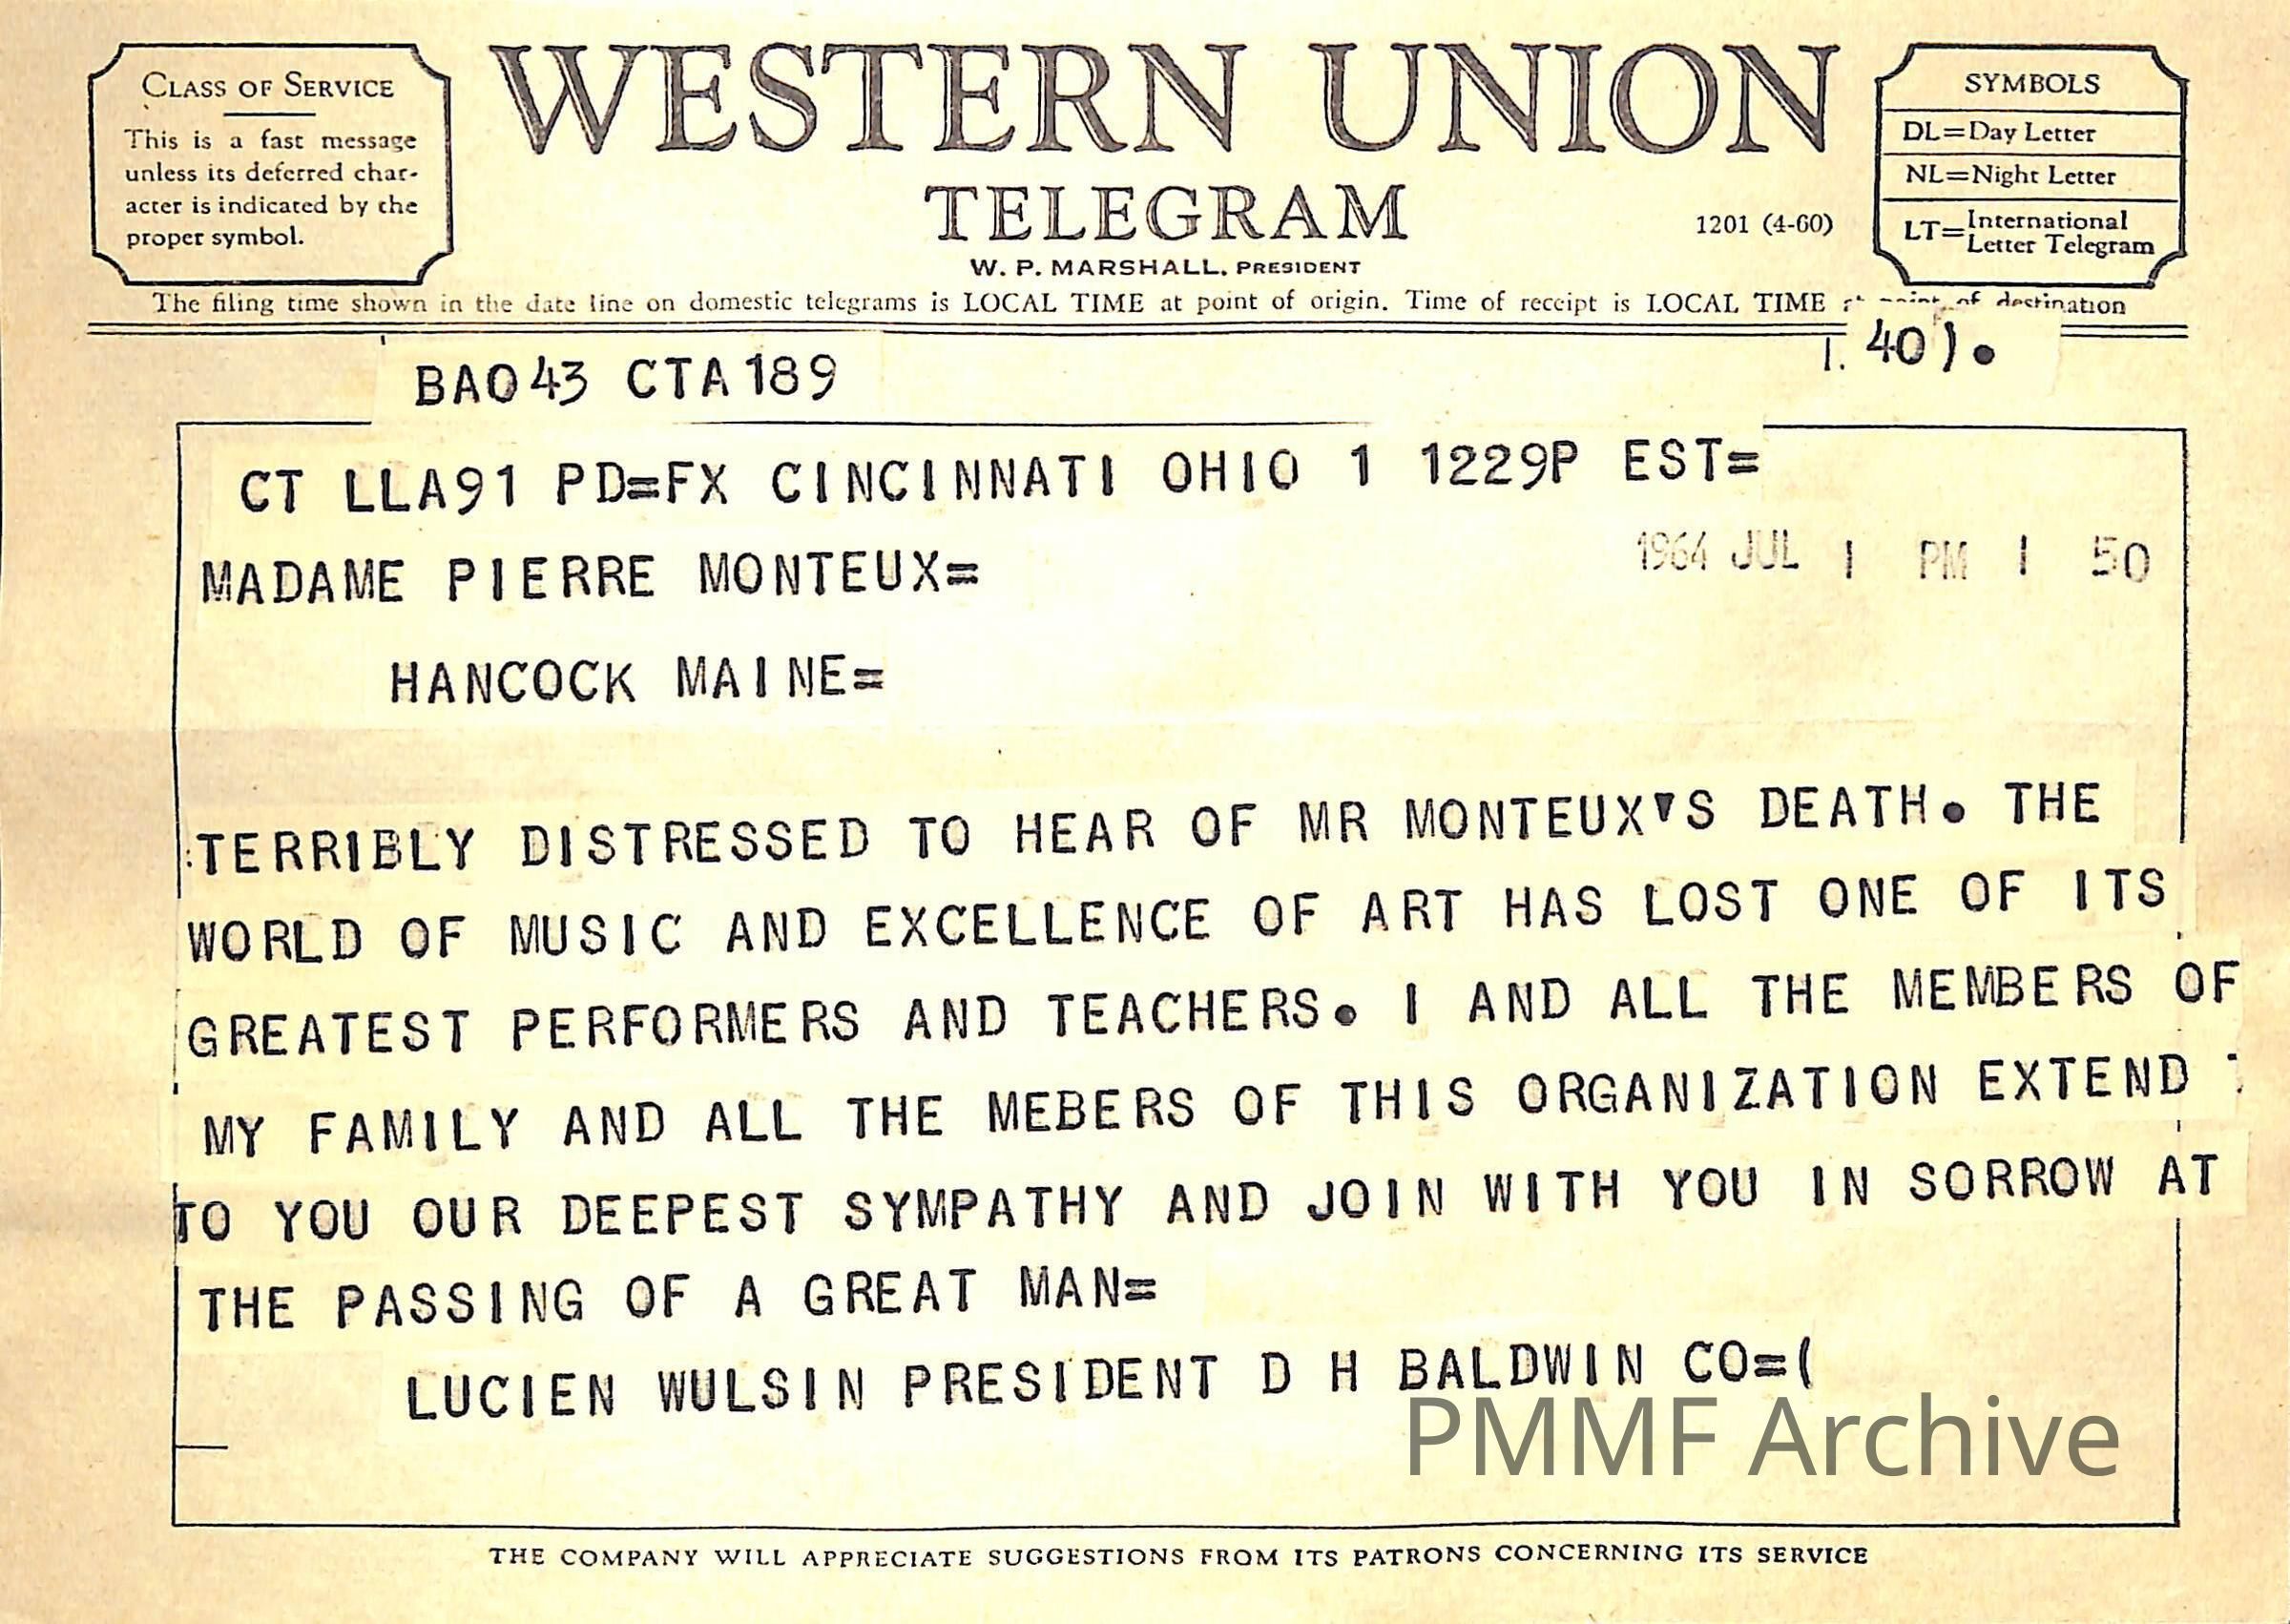 CLASS OF SERVICE
This is a fast message
unless its deferred char-
acter is indicated by the
proper symbol.
WESTERN UNION
TELEGRAM
W. P. MARSHALL, PRESIDENT
1201 (4-60)
SYMBOLS
DL=Day Letter
NL=Night Letter
LT=International Letter Telegram
The filing time shown in the date line on domestic telegrams is LOCAL TIME at point of origin. Time of receipt is LOCAL TIME at point of destination
40).
BA043 CTA189
CT LLA91 PD=FX CINCINNATI OHIO 1 1229P EST=
1964 JUL 1 PM 1 50
MADAME PIERRE MONTEUX=
HANCOCK MAINE=
:TERRIBLY DISTRESSED TO HEAR OF MR MONTEUX'S DEATH. THE
WORLD OF MUSIC AND EXCELLENCE OF ART HAS LOST ONE OF ITS
GREATEST PERFORMERS AND TEACHERS. I AND ALL THE MEMBERS OF
MY FAMILY AND ALL THE MEBERS OF THIS ORGANIZATION EXTEND
TO YOU OUR DEEPEST SYMPATHY AND JOIN WITH YOU IN SORROW AT
THE PASSING OF A GREAT MAN=
LUCIEN WULSIN PRESIDENT D H BALDWIN CO=(
PMMF Archive
THE COMPANY WILL APPRECIATE SUGGESTIONS FROM ITS PATRONS CONCERNING ITS SERVICE